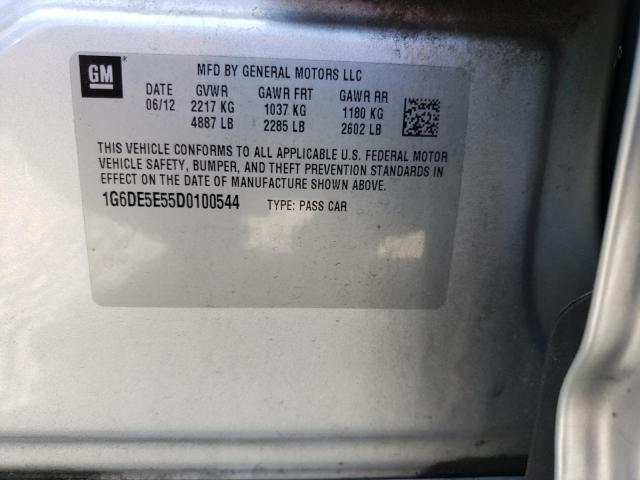 GM
MFD BY GENERAL MOTORS LLC
DATE GVWR GAWR FRT GAWR RR
06/12 2217 KG 1037 KG 1180 KG
4887 LB 2285 LB 2602 LB
THIS VEHICLE CONFORMS TO ALL APPLICABLE U.S. FEDERAL MOTOR
VEHICLE SAFETY, BUMPER, AND THEFT PREVENTION STANDARDS IN
EFFECT ON THE DATE OF MANUFACTURE SHOWN ABOVE.
1G6DE5E55D0100544 TYPE: PASS CAR